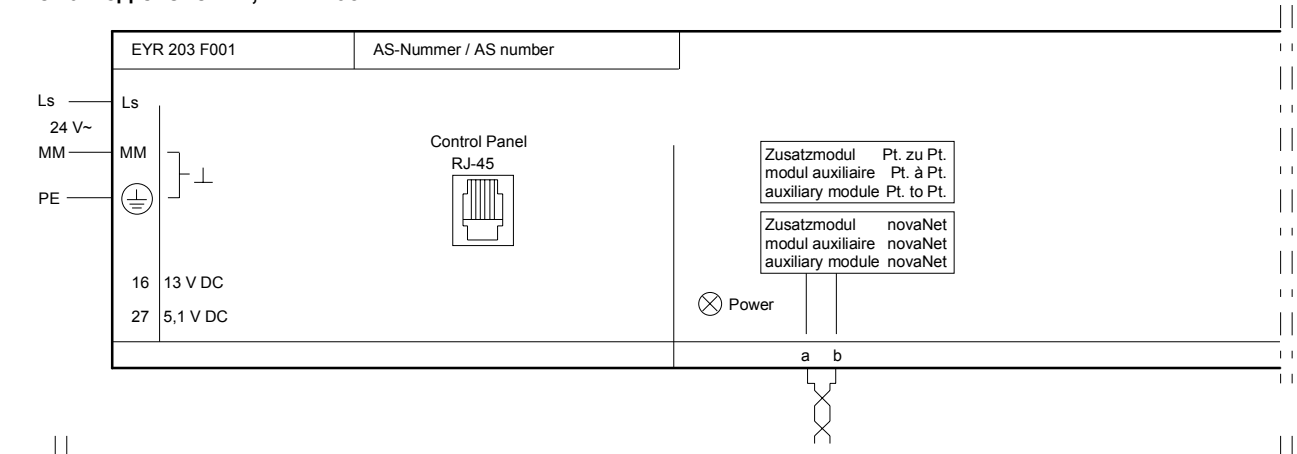 EYR 203 F001 AS-Nummer / AS number
Ls Ls
24 V~
MM MM
PE
16 13 V DC
27 5,1 V DC
Control Panel
RJ-45
Zusatzmodul Pt. zu Pt.
modul auxiliaire Pt. à Pt.
auxiliary module Pt. to Pt.
Zusatzmodul novaNet
modul auxiliaire novaNet
auxiliary module novaNet
Power
a b